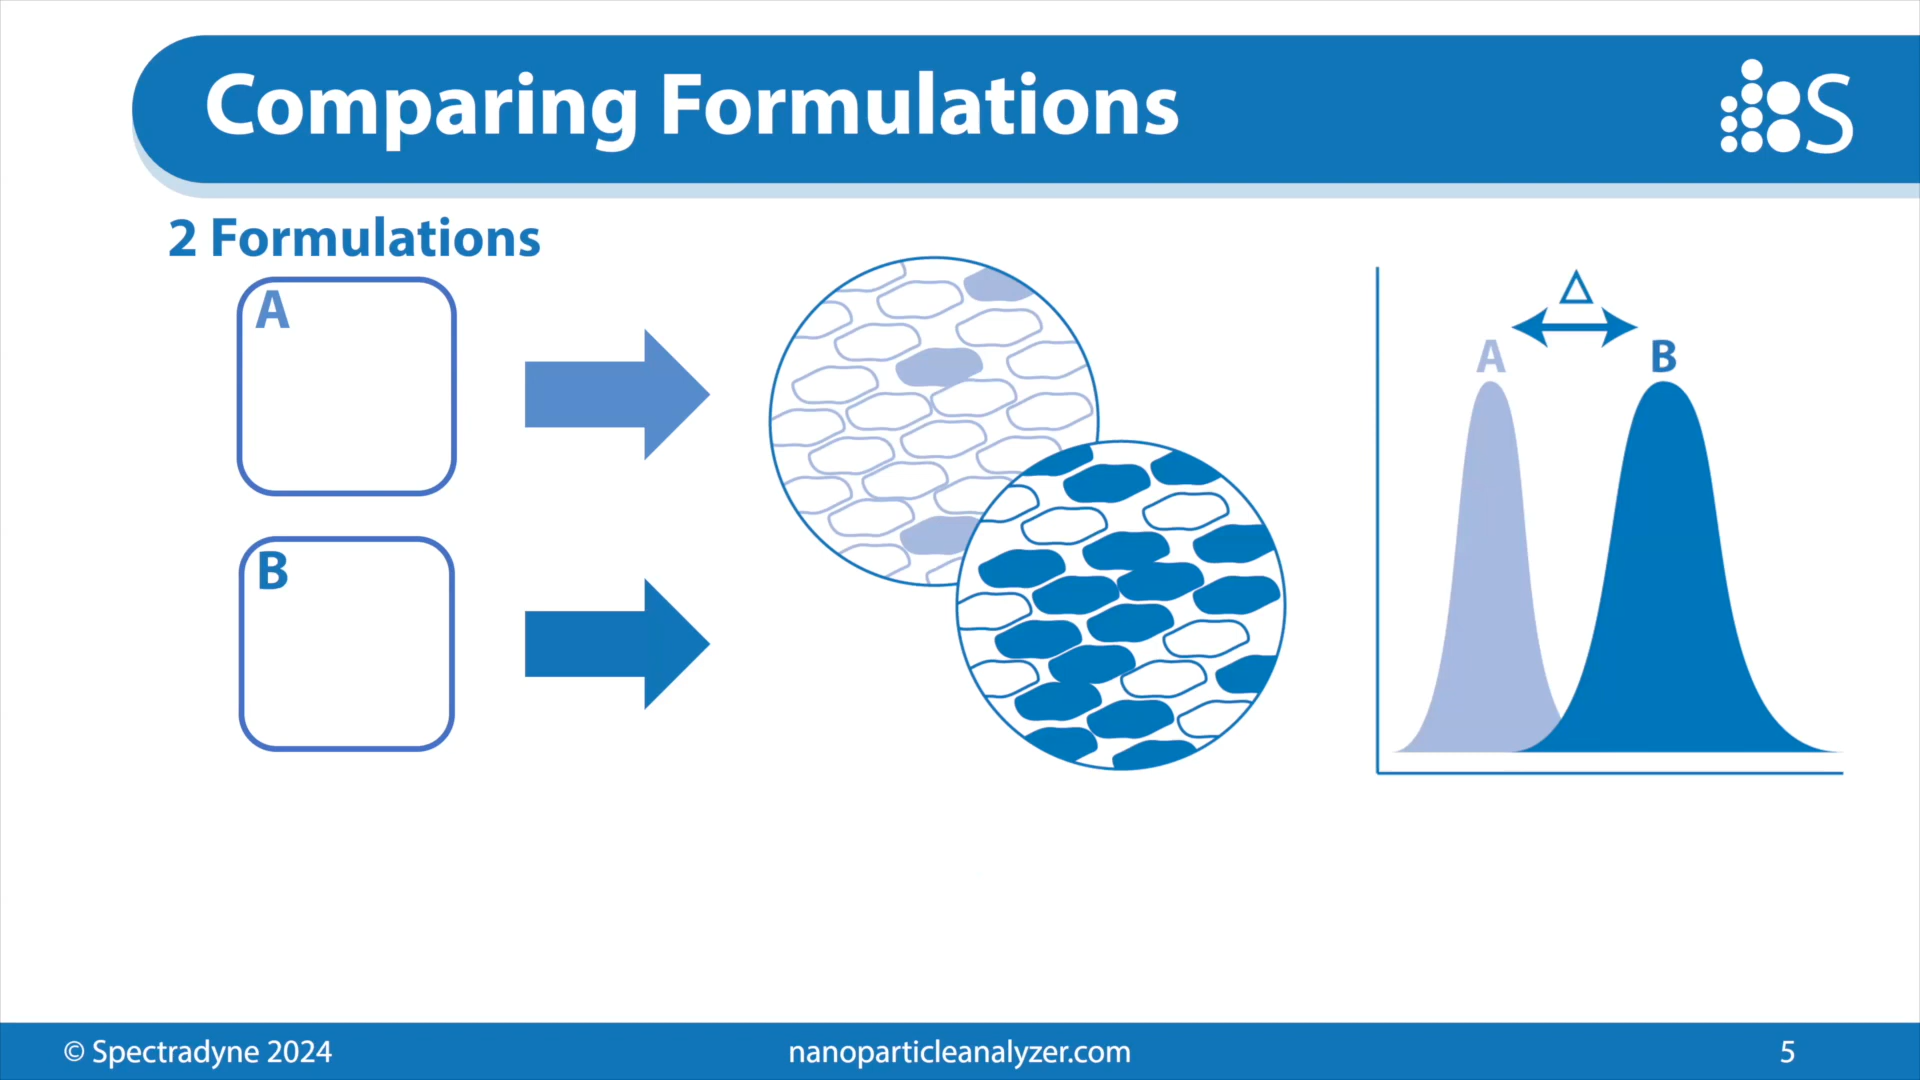 Comparing Formulations
S
2 Formulations
A
B
Δ
A
B
© Spectradyne 2024
nanoparticleanalyzer.com
5